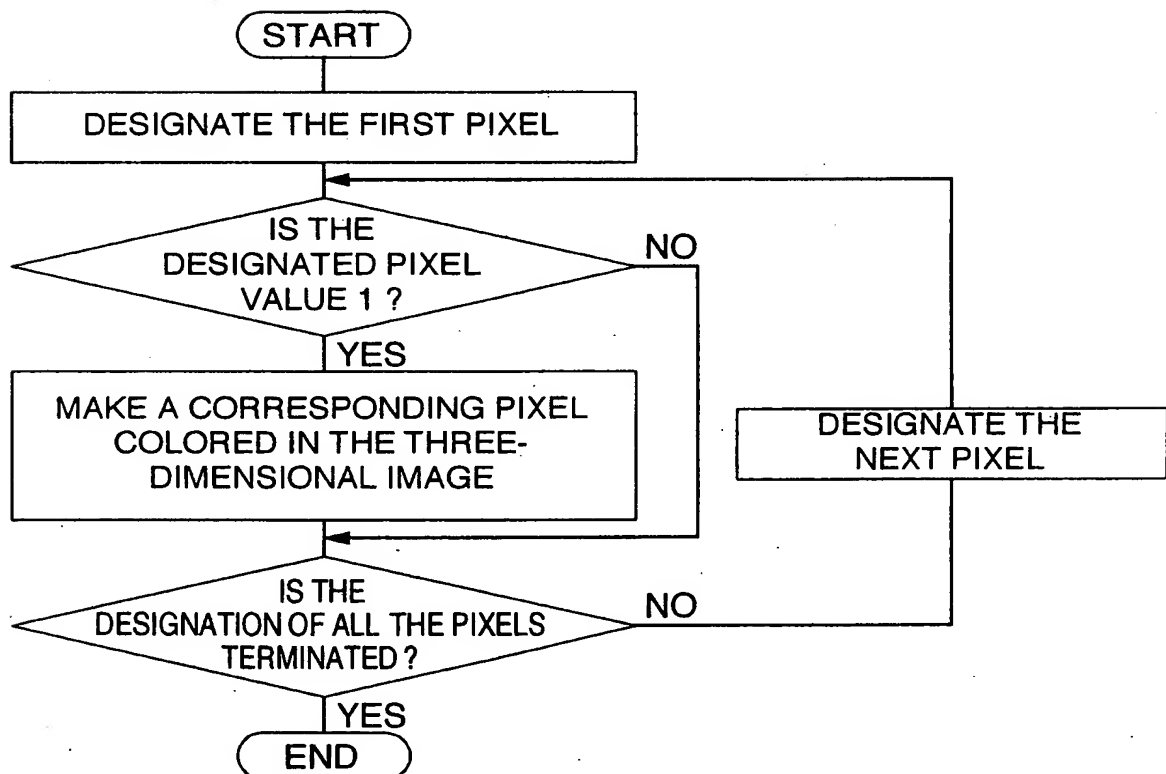 START
DESIGNATE THE FIRST PIXEL
IS THE
DESIGNATED PIXEL
VALUE 1 ?
NO
YES
MAKE A CORRESPONDING PIXEL
COLORED IN THE THREE-
DIMENSIONAL IMAGE
DESIGNATE THE
NEXT PIXEL
IS THE
DESIGNATION OF ALL THE PIXELS
TERMINATED ?
NO
YES
END